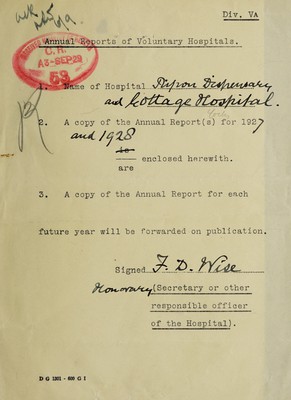 Div. VA
Annual Reports of Voluntary Hospitals.
C.R.
A3-SEP29
53
1. Name of Hospital Ripon Dispensary
and Cottage Hospital.
2. A copy of the Annual Report(s) for 1927
and 1928
is
enclosed herewith.
are
3. A copy of the Annual Report for each
future year will be forwarded on publication.
Signed F. D. Wise
Honorary (Secretary or other
responsible officer
of the Hospital).
D G 2301 - 600 G I